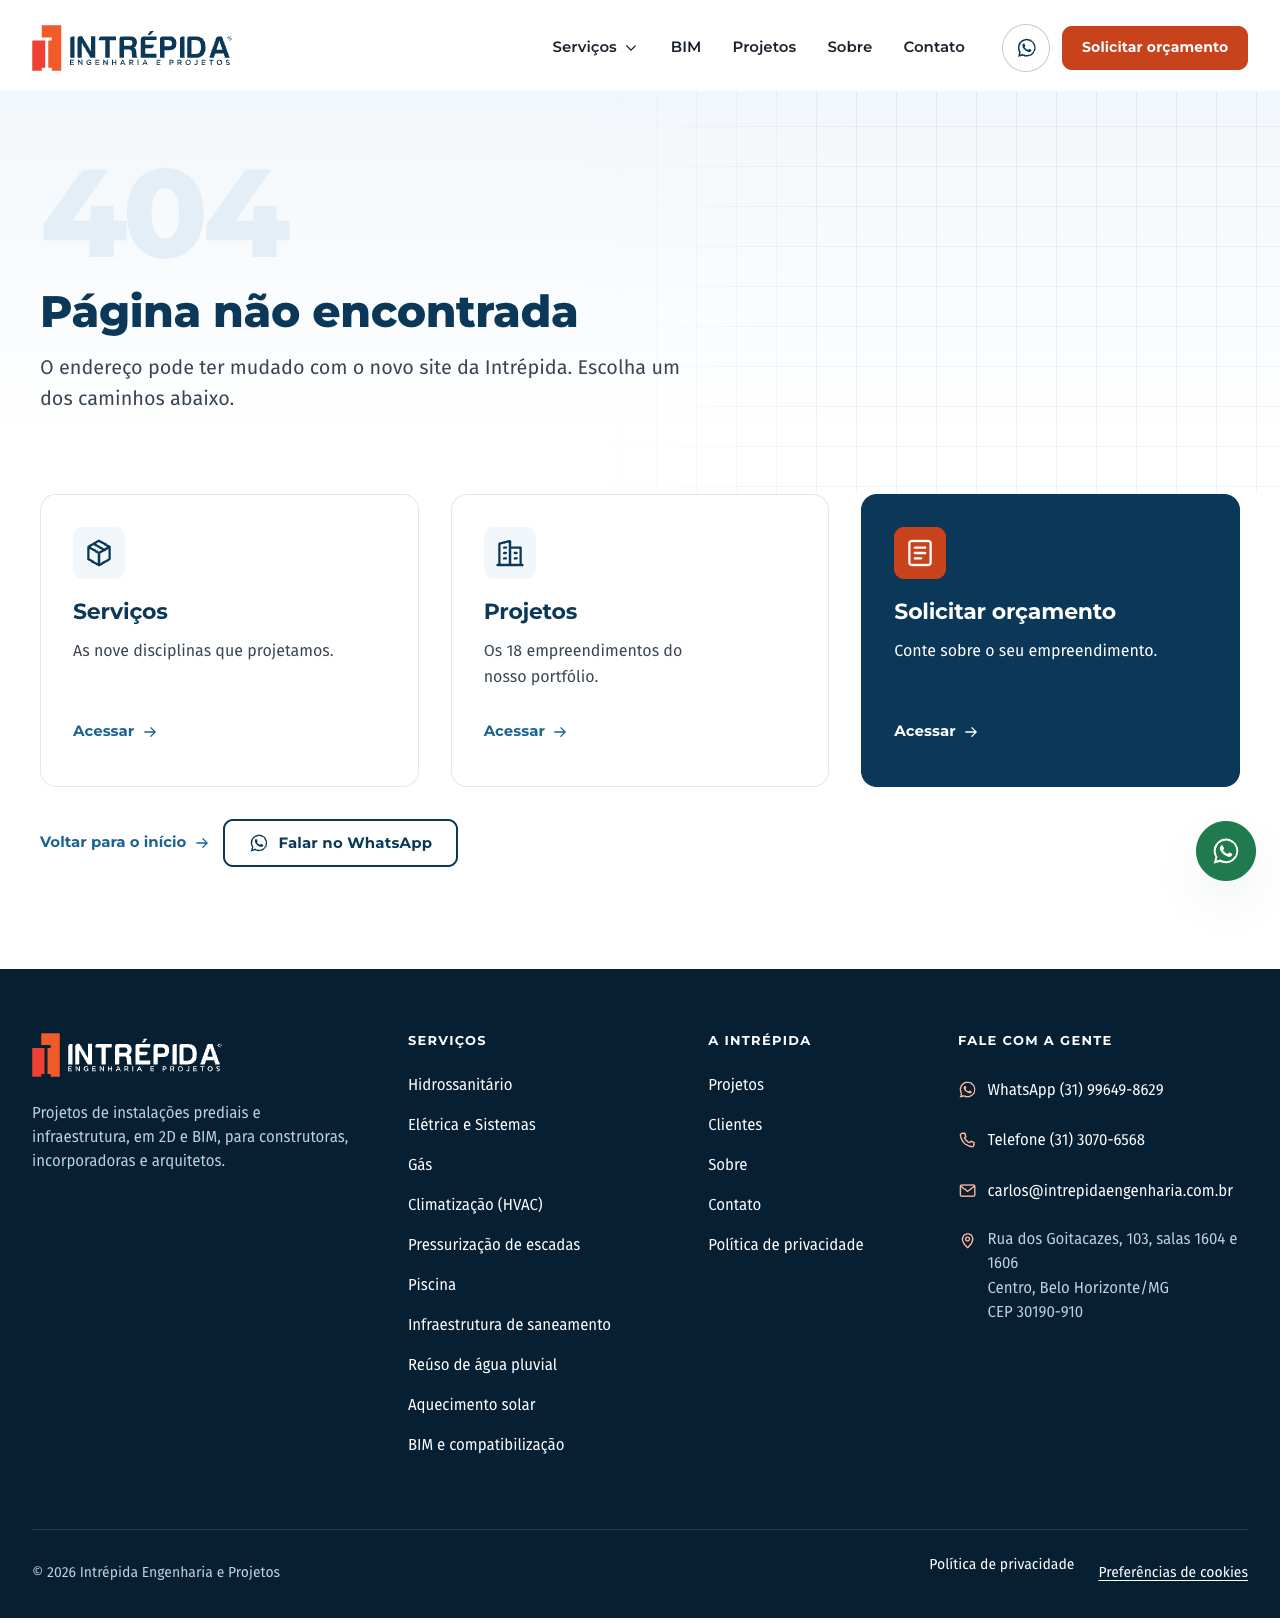 INTRÉPIDA
ENGENHARIA E PROJETOS
Serviços
BIM
Projetos
Sobre
Contato
Solicitar orçamento
404
Página não encontrada
O endereço pode ter mudado com o novo site da Intrépida. Escolha um
dos caminhos abaixo.
Serviços
As nove disciplinas que projetamos.
Acessar
Projetos
Os 18 empreendimentos do
nosso portfólio.
Acessar
Solicitar orçamento
Conte sobre o seu empreendimento.
Acessar
Voltar para o início
Falar no WhatsApp
INTRÉPIDA
ENGENHARIA E PROJETOS
Projetos de instalações prediais e
infraestrutura, em 2D e BIM, para construtoras,
incorporadoras e arquitetos.
SERVIÇOS
Hidrossanitário
Elétrica e Sistemas
Gás
Climatização (HVAC)
Pressurização de escadas
Piscina
Infraestrutura de saneamento
Reúso de água pluvial
Aquecimento solar
BIM e compatibilização
A INTRÉPIDA
Projetos
Clientes
Sobre
Contato
Política de privacidade
FALE COM A GENTE
WhatsApp (31) 99649-8629
Telefone (31) 3070-6568
carlos@intrepidaengenharia.com.br
Rua dos Goitacazes, 103, salas 1604 e
1606
Centro, Belo Horizonte/MG
CEP 30190-910
© 2026 Intrépida Engenharia e Projetos
Política de privacidade
Preferências de cookies